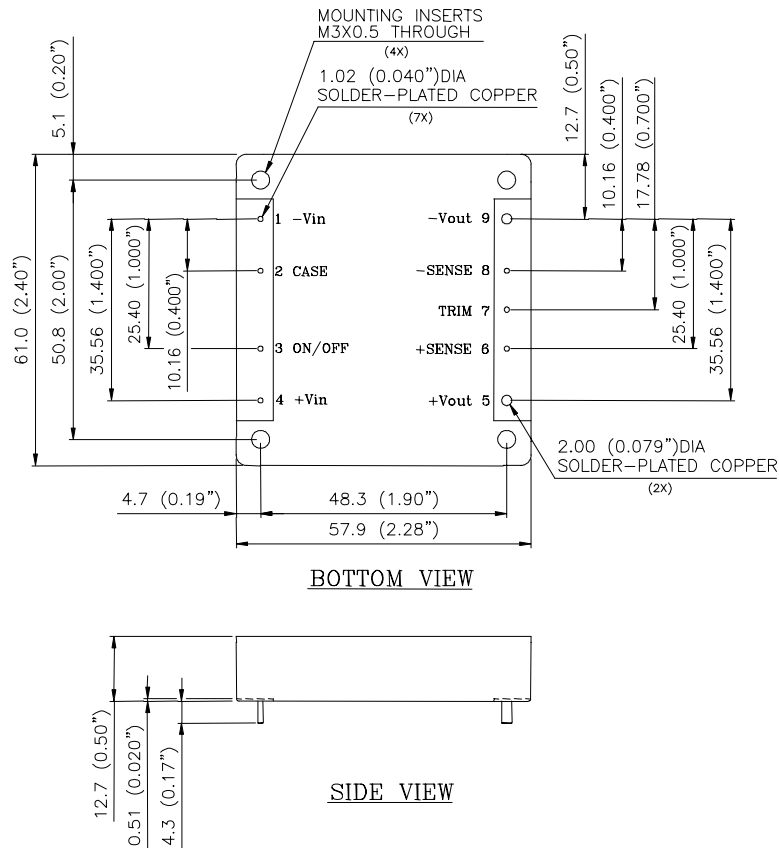 MOUNTING INSERTS
M3X0.5 THROUGH
(4X)
1.02 (0.040")DIA
SOLDER-PLATED COPPER
(7X)
5.1 (0.20")
12.7 (0.50")
10.16 (0.400")
17.78 (0.700")
61.0 (2.40")
50.8 (2.00")
35.56 (1.400")
25.40 (1.000")
10.16 (0.400")
1 -Vin
2 CASE
3 ON/OFF
4 +Vin
-Vout 9
-SENSE 8
TRIM 7
+SENSE 6
+Vout 5
25.40 (1.000")
35.56 (1.400")
2.00 (0.079")DIA
SOLDER-PLATED COPPER
(2X)
4.7 (0.19")
48.3 (1.90")
57.9 (2.28")
BOTTOM VIEW
12.7 (0.50")
0.51 (0.020")
4.3 (0.17")
SIDE VIEW